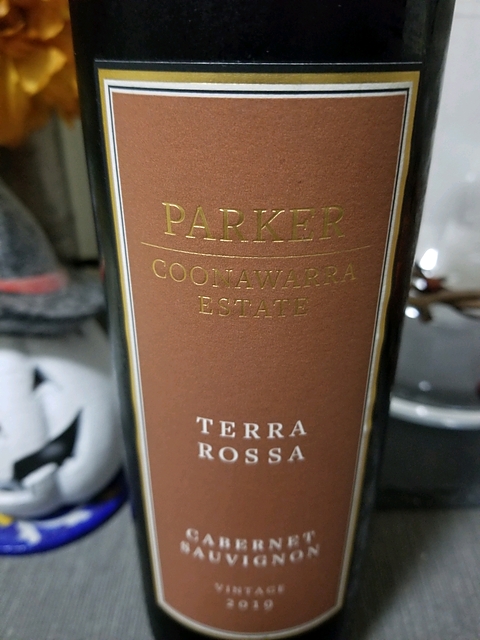 PARKER
COONAWARRA
ESTATE
TERRA
ROSSA
CABERNET
SAUVIGNON
VINTAGE
2019